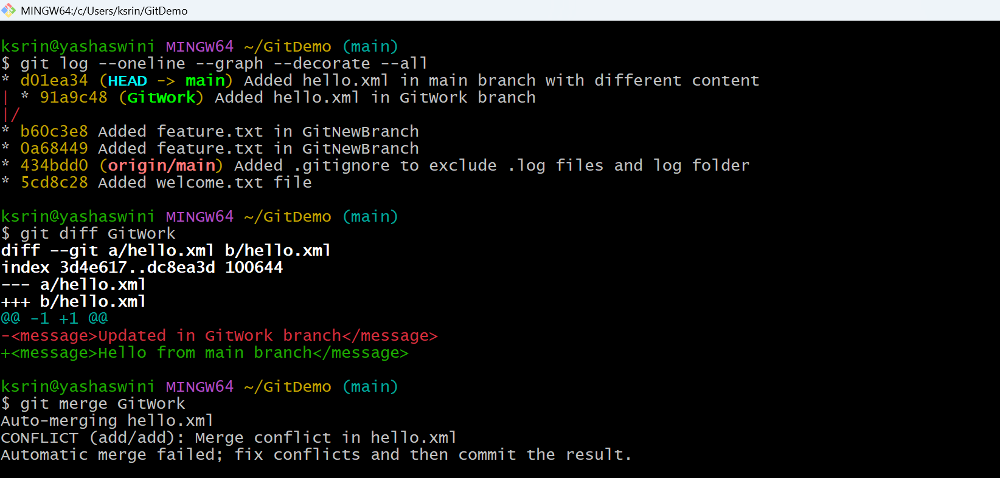 MINGW64:/c/Users/ksrin/GitDemo
ksrin@yashaswini MINGW64 ~/GitDemo (main)
$ git log --oneline --graph --decorate --all
* d01ea34 (HEAD -> main) Added hello.xml in main branch with different content
| * 91a9c48 (GitWork) Added hello.xml in GitWork branch
|/
* b60c3e8 Added feature.txt in GitNewBranch
* 0a68449 Added feature.txt in GitNewBranch
* 434bdd0 (origin/main) Added .gitignore to exclude .log files and log folder
* 5cd8c28 Added welcome.txt file
ksrin@yashaswini MINGW64 ~/GitDemo (main)
$ git diff GitWork
diff --git a/hello.xml b/hello.xml
index 3d4e617..dc8ea3d 100644
--- a/hello.xml
+++ b/hello.xml
@@ -1 +1 @@
-<message>Updated in GitWork branch</message>
+<message>Hello from main branch</message>
ksrin@yashaswini MINGW64 ~/GitDemo (main)
$ git merge GitWork
Auto-merging hello.xml
CONFLICT (add/add): Merge conflict in hello.xml
Automatic merge failed; fix conflicts and then commit the result.